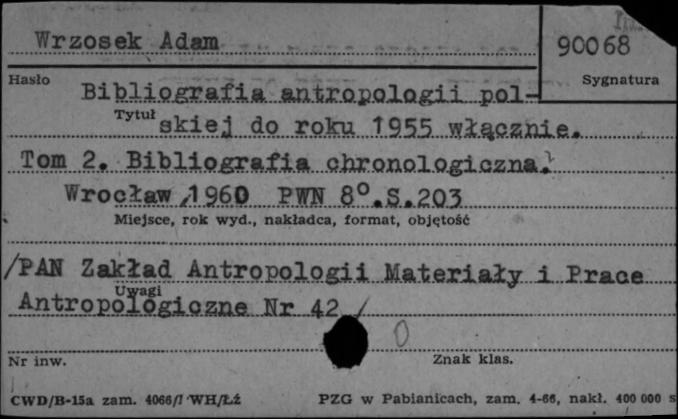 Wrzosek Adam
90068
Hasło
Sygnatura
Bibliografia antropologii pol-
Tytuł
skiej do roku 1955 włącznie.
Tom 2. Bibliografia chronologiczna.
Wrocław, 1960 PWN 8°.S.203
Miejsce, rok wyd., nakładca, format, objętość
/PAN Zakład Antropologii Materiały i Prace
Uwagi
Antropologiczne Nr 42 /
0
Nr inw.
Znak klas.
CWD/B-15a zam. 4066/I WH/Łź
PZG w Pabianicach, zam. 4-66, nakł. 400 000 s